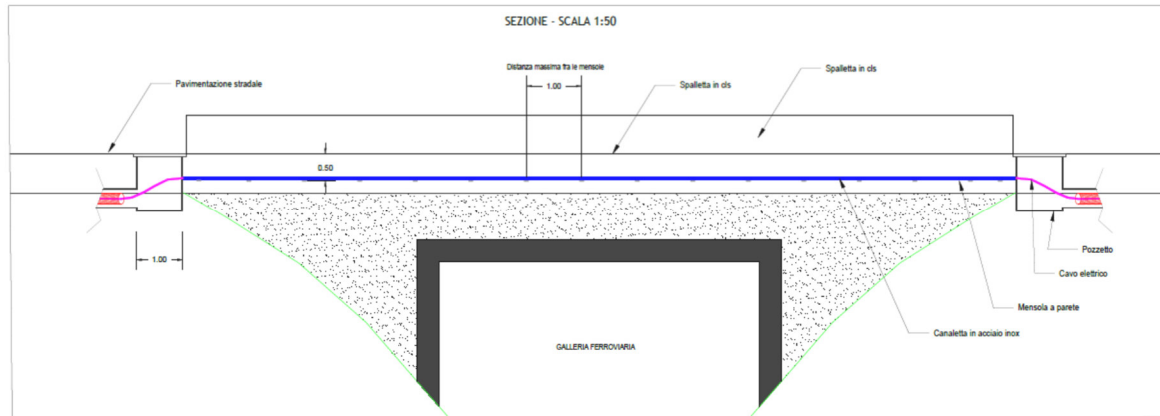 SEZIONE - SCALA 1:50
Distanza massima fra le mensole
1.00
Pavimentazione stradale
Spalletta in cls
Spalletta in cls
0.50
1.00
Pozzetto
Cavo elettrico
Mensola a parete
Canaletta in acciaio inox
GALLERIA FERROVIARIA